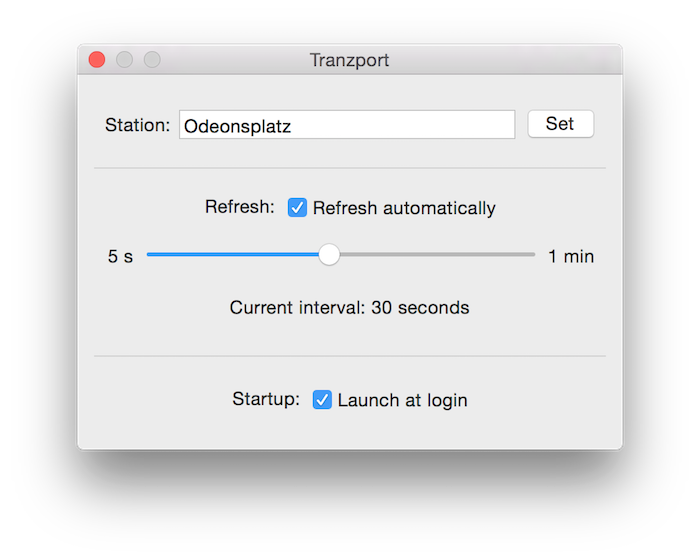 Tranzport
Station: Odeonsplatz Set
Refresh: Refresh automatically
5 s 1 min
Current interval: 30 seconds
Startup: Launch at login